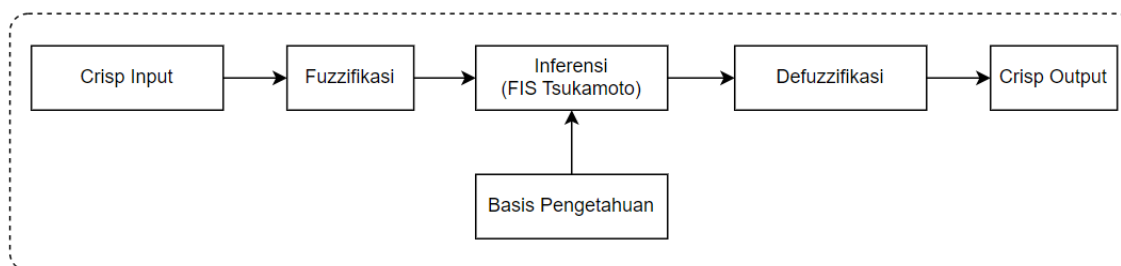 Crisp Input
Fuzzifikasi
Inferensi
(FIS Tsukamoto)
Defuzzifikasi
Crisp Output
Basis Pengetahuan